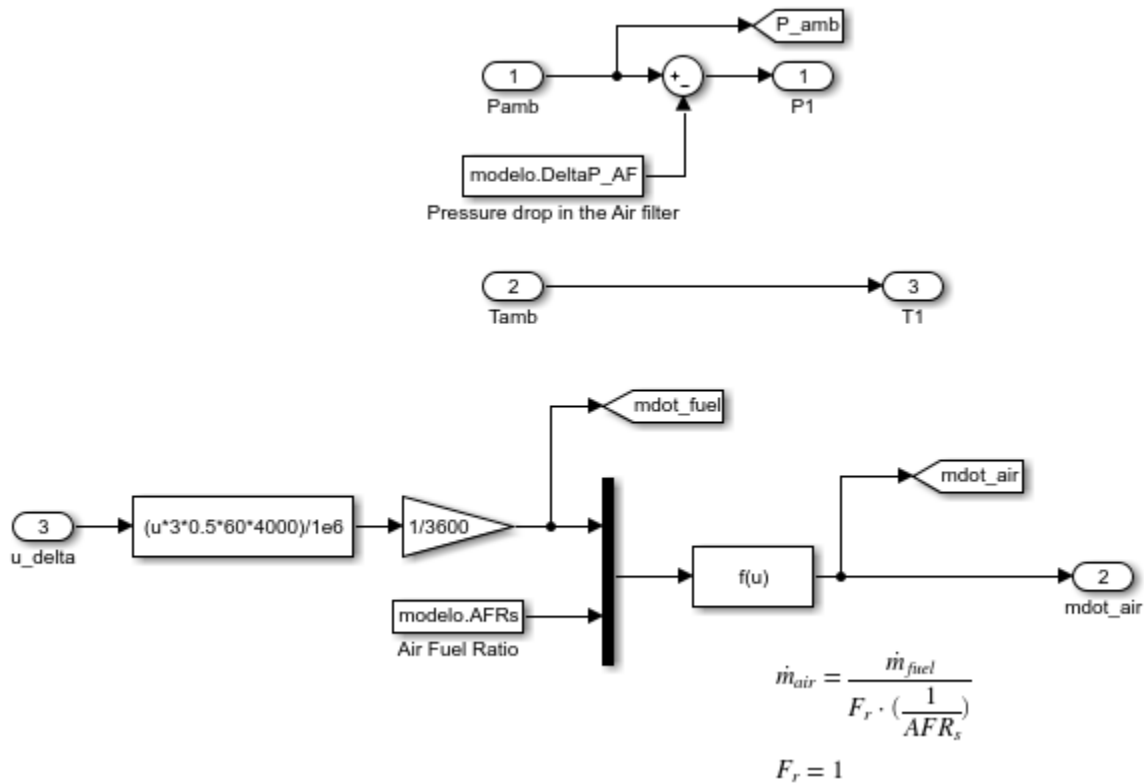 P_amb
1
Pamb
+
-
1
P1
modelo.DeltaP_AF
Pressure drop in the Air filter
2
Tamb
3
T1
mdot_fuel
3
u_delta
(u*3*0.5*60*4000)/1e6
1/3600
modelo.AFRs
Air Fuel Ratio
f(u)
mdot_air
2
mdot_air
ṁ_air = ṁ_fuel / (F_r · (1 / AFR_s))
F_r = 1